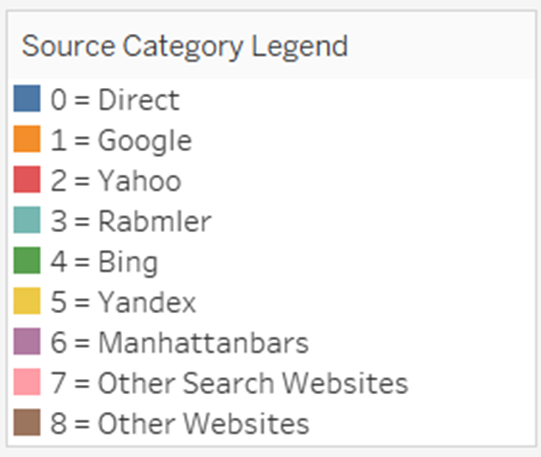 Source Category Legend
0 = Direct
1 = Google
2 = Yahoo
3 = Rabmler
4 = Bing
5 = Yandex
6 = Manhattanbars
7 = Other Search Websites
8 = Other Websites